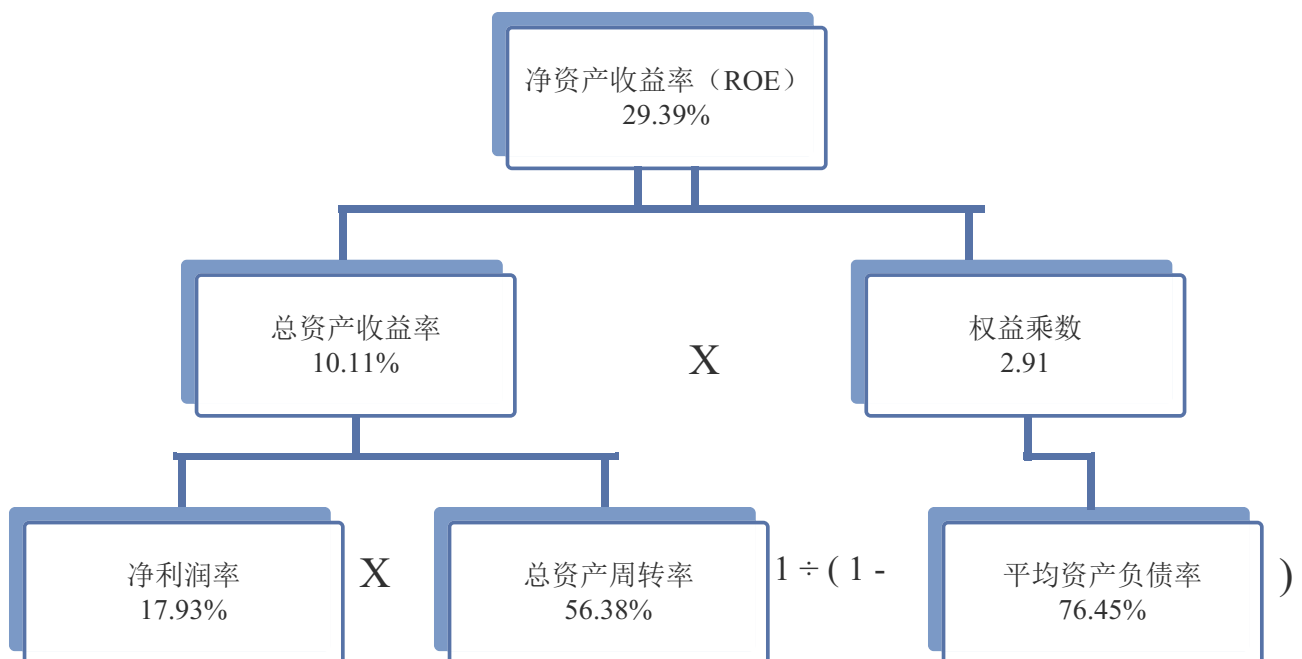 净资产收益率（ROE）
29.39%
总资产收益率
10.11%
X
权益乘数
2.91
净利润率
17.93%
X
总资产周转率
56.38%
1 ÷ ( 1 -
平均资产负债率
76.45%
)